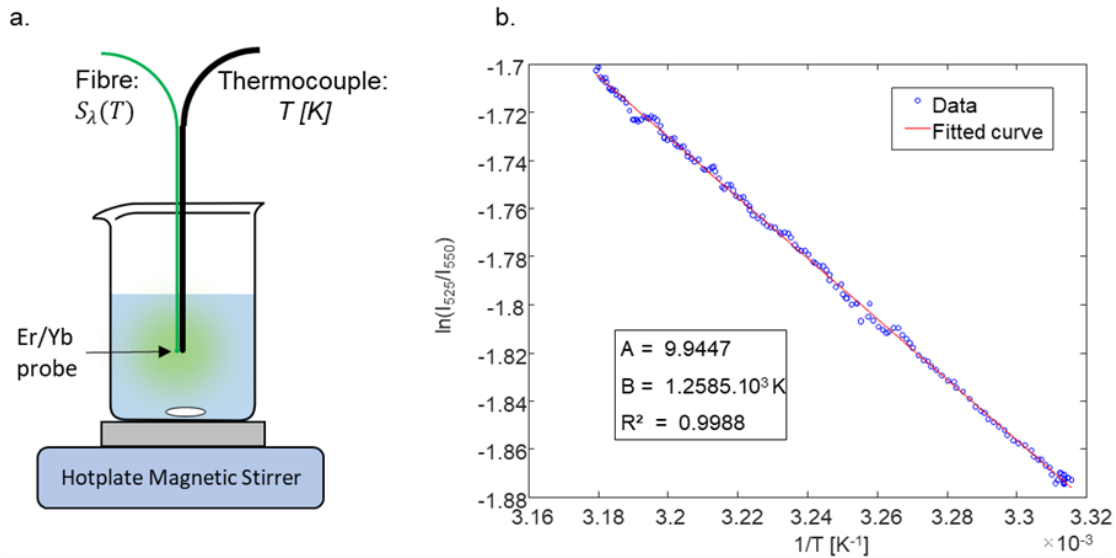 a.
Fibre:
S_λ(T)
Thermocouple:
T [K]
Er/Yb
probe
Hotplate Magnetic Stirrer
b.
-1.7
-1.72
-1.74
-1.76
-1.78
-1.8
-1.82
-1.84
-1.86
-1.88
ln(I₅₂₅/I₅₅₀)
Data
Fitted curve
A = 9.9447
B = 1.2585.10³ K
R² = 0.9988
3.16 3.18 3.2 3.22 3.24 3.26 3.28 3.3 3.32
1/T [K⁻¹]
×10⁻³